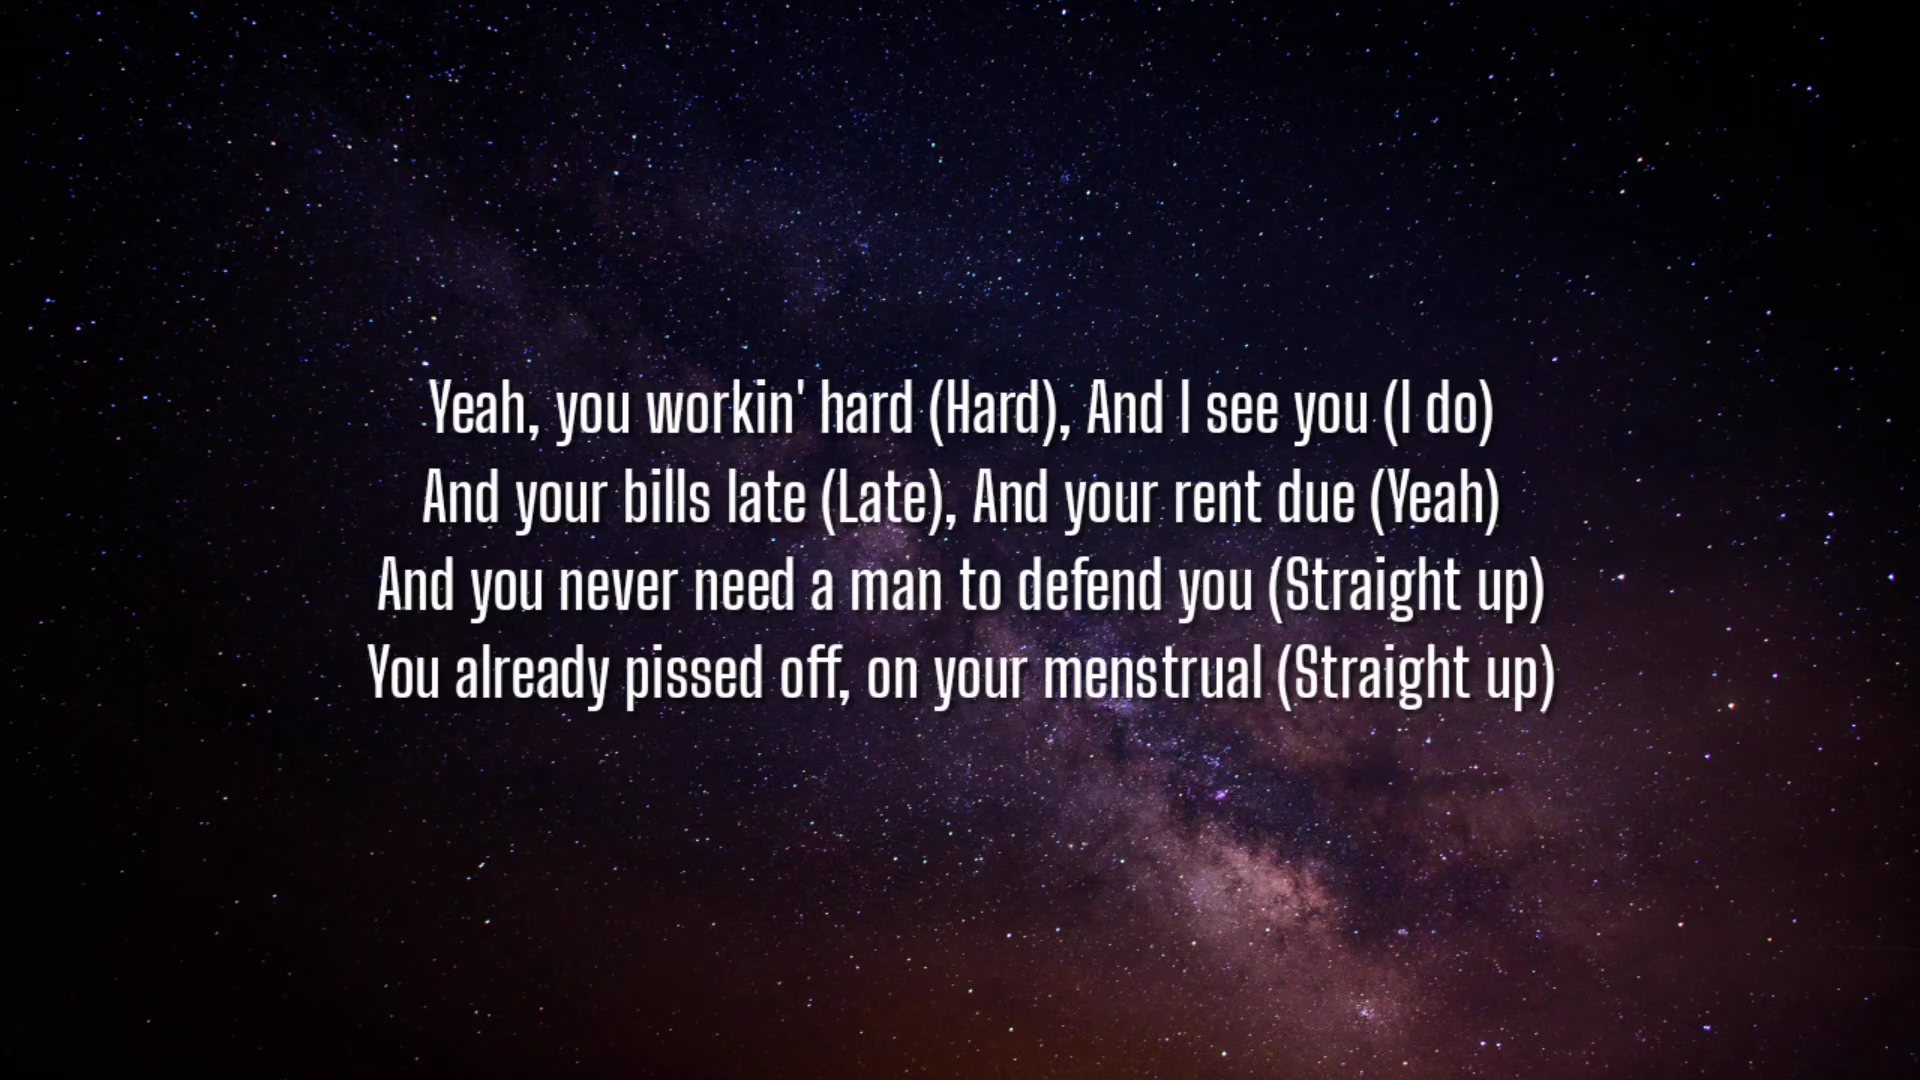 Yeah, you workin' hard (Hard), And I see you (I do)
And your bills late (Late), And your rent due (Yeah)
And you never need a man to defend you (Straight up)
You already pissed off, on your menstrual (Straight up)